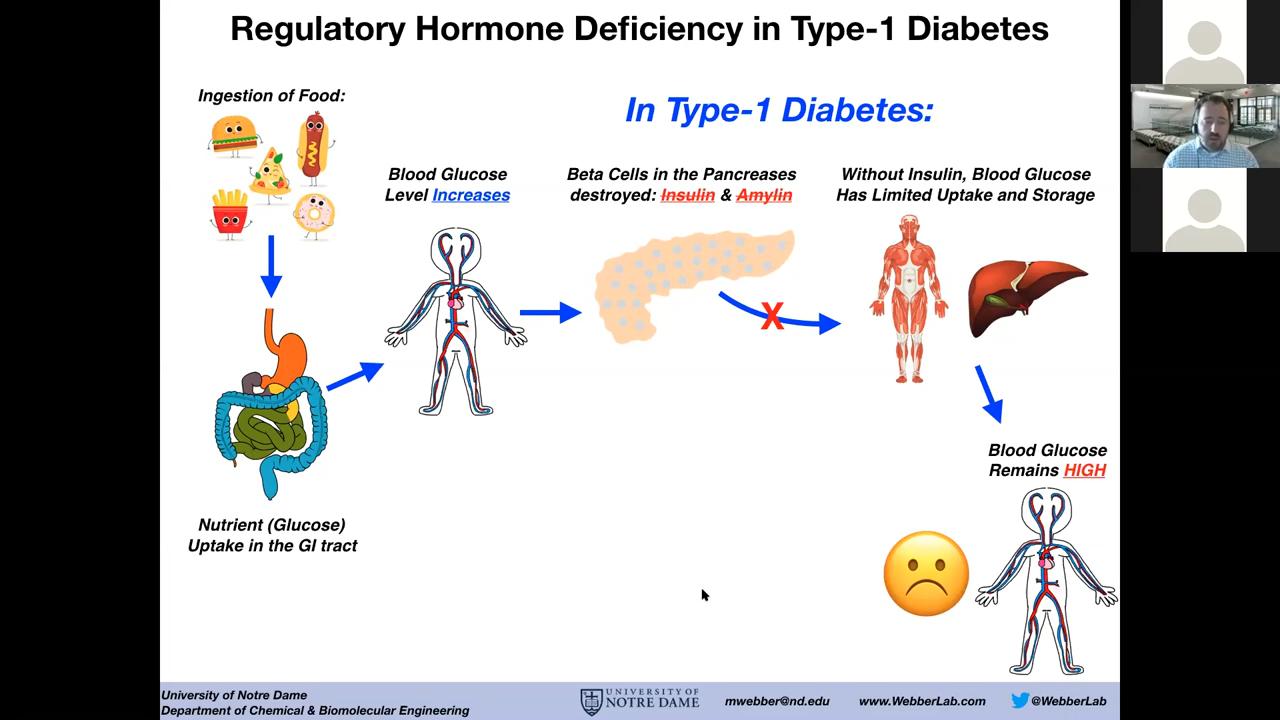 Regulatory Hormone Deficiency in Type-1 Diabetes
Ingestion of Food:
In Type-1 Diabetes:
Blood Glucose
Level Increases
Beta Cells in the Pancreases
destroyed: Insulin & Amylin
Without Insulin, Blood Glucose
Has Limited Uptake and Storage
X
Blood Glucose
Remains HIGH
Nutrient (Glucose)
Uptake in the GI tract
University of Notre Dame
Department of Chemical & Biomolecular Engineering
UNIVERSITY OF
NOTRE DAME
mwebber@nd.edu
www.WebberLab.com
@WebberLab